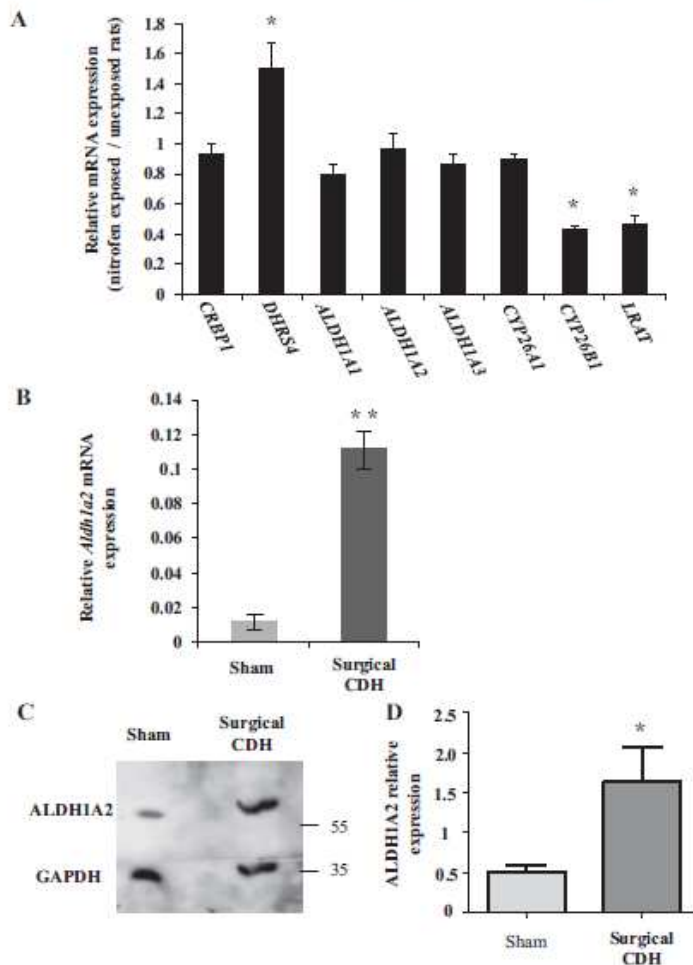 A
Relative mRNA expression
(nitrofen exposed / unexposed rats)
1.8
1.6
1.4
1.2
1
0.8
0.6
0.4
0.2
0
*
*
*
CRBP1
DHRS4
ALDH1A1
ALDH1A2
ALDH1A3
CYP26A1
CYP26B1
LRAT
B
Relative Aldh1a2 mRNA
expression
0.14
0.12
0.1
0.08
0.06
0.04
0.02
0
**
Sham
Surgical
CDH
C
Sham
Surgical
CDH
ALDH1A2
55
GAPDH
35
D
ALDH1A2 relative
expression
2.5
2.0
1.5
1
0.5
0
*
Sham
Surgical
CDH